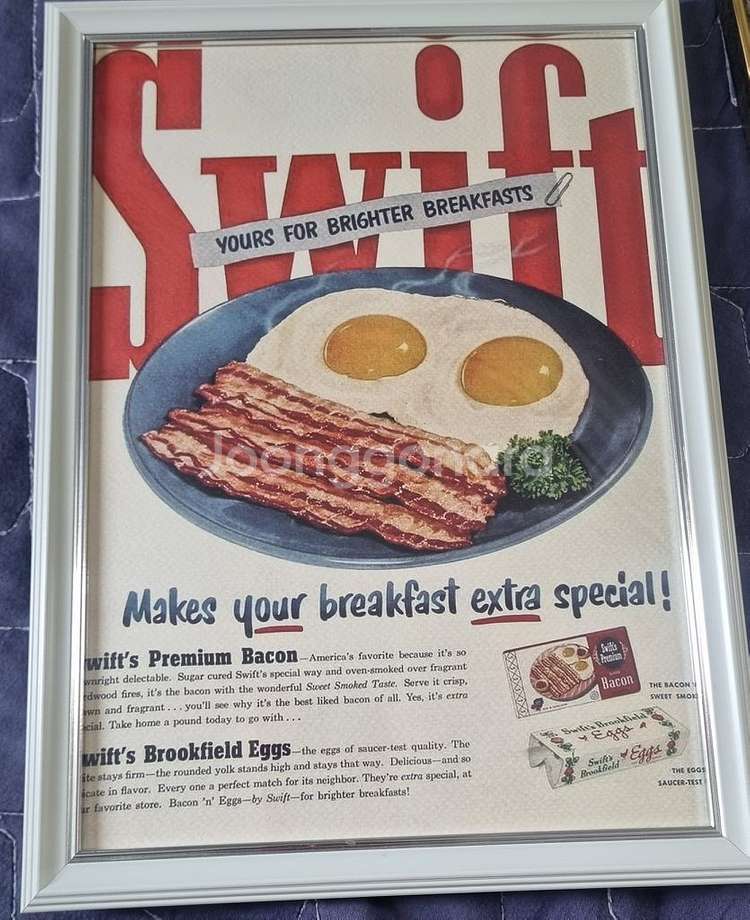 Swift
YOURS FOR BRIGHTER BREAKFASTS
Joonggonara
Makes your breakfast extra special!
wift's Premium Bacon—America's favorite because it's so
wnright delectable. Sugar cured Swift's special way and oven-smoked over fragrant
rdwood fires, it's the bacon with the wonderful Sweet Smoked Taste. Serve it crisp,
wn and fragrant . . . you'll see why it's the best liked bacon of all. Yes, it's extra
cial. Take home a pound today to go with . . .
Swift's
Premium
Bacon
THE BACON
SWEET SMOK
wift's Brookfield Eggs—the eggs of saucer-test quality. The
ite stays firm—the rounded yolk stands high and stays that way. Delicious—and so
icate in flavor. Every one a perfect match for its neighbor. They're extra special, at
ur favorite store. Bacon 'n' Eggs—by Swift—for brighter breakfasts!
Swift's Brookfield
Eggs
Swift's
Brookfield Eggs
THE EGGS
SAUCER-TEST